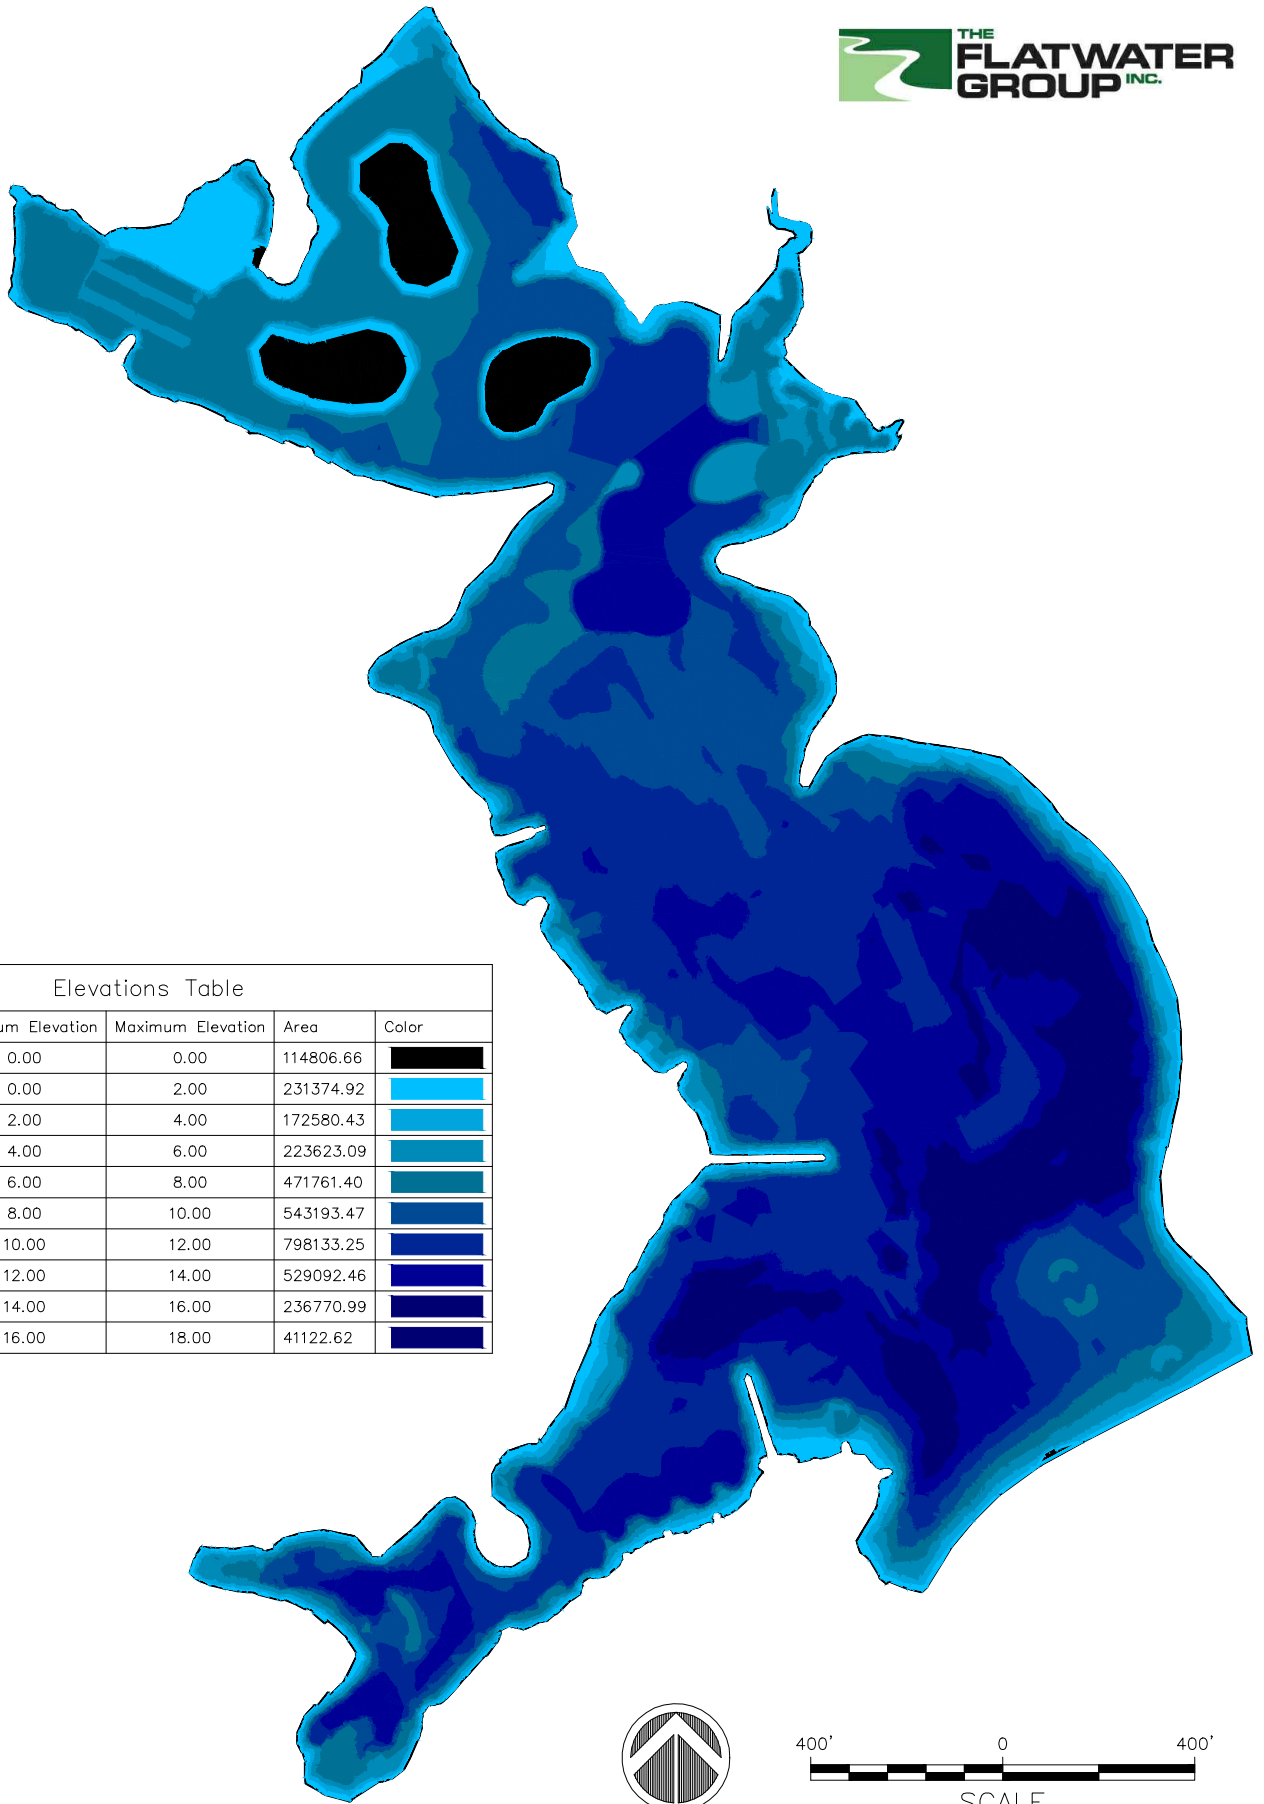 THE
FLATWATER
GROUP INC.
Elevations Table
um Elevation Maximum Elevation Area Color
0.00 0.00 114806.66
0.00 2.00 231374.92
2.00 4.00 172580.43
4.00 6.00 223623.09
6.00 8.00 471761.40
8.00 10.00 543193.47
10.00 12.00 798133.25
12.00 14.00 529092.46
14.00 16.00 236770.99
16.00 18.00 41122.62
400' 0 400'
SCALE